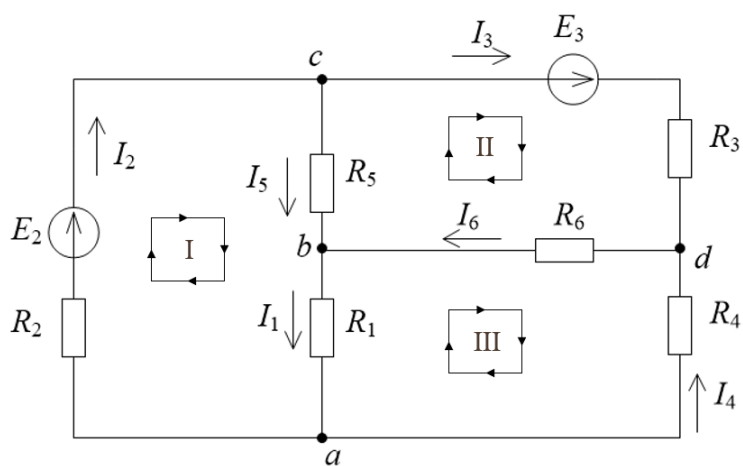 E₃
I₃
c
I₂
R₃
II
I₅
R₅
I₆
R₆
E₂
I
b
d
R₂
I₁
R₁
III
R₄
I₄
a